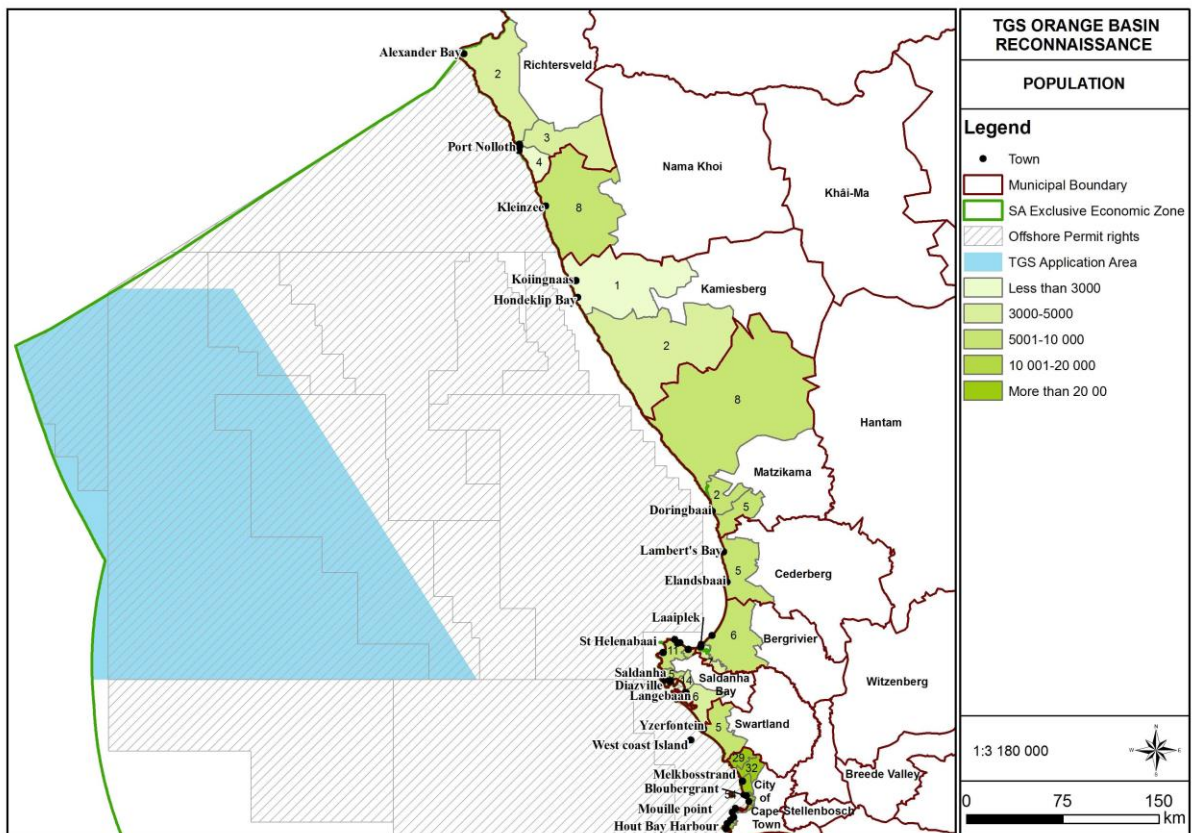 Alexander Bay
2
Richtersveld
3
Port Nolloth
4
Nama Khoi
Khâi-Ma
Kleinzee
8
Koiingnaas
1
Kamiesberg
Hondeklip Bay
2
8
Hantam
Matzikama
2
Doringbaai
5
Lambert's Bay
5
Cederberg
Elandsbaai
Laaiplek
6
Bergrivier
St Helenabaai
11
Saldanha
5
14
Saldanha
Bay
Witzenberg
Diazville
Langebaan
6
Swartland
Yzerfontein
5
West coast Island
29
32
Melkbosstrand
Breede Valley
Bloubergrant
City
of
Cape
Town
Stellenbosch
Mouille point
Hout Bay Harbour
TGS ORANGE BASIN
RECONNAISSANCE
POPULATION
Legend
Town
Municipal Boundary
SA Exclusive Economic Zone
Offshore Permit rights
TGS Application Area
Less than 3000
3000-5000
5001-10 000
10 001-20 000
More than 20 00
1:3 180 000
N
W
E
S
0 75 150
km